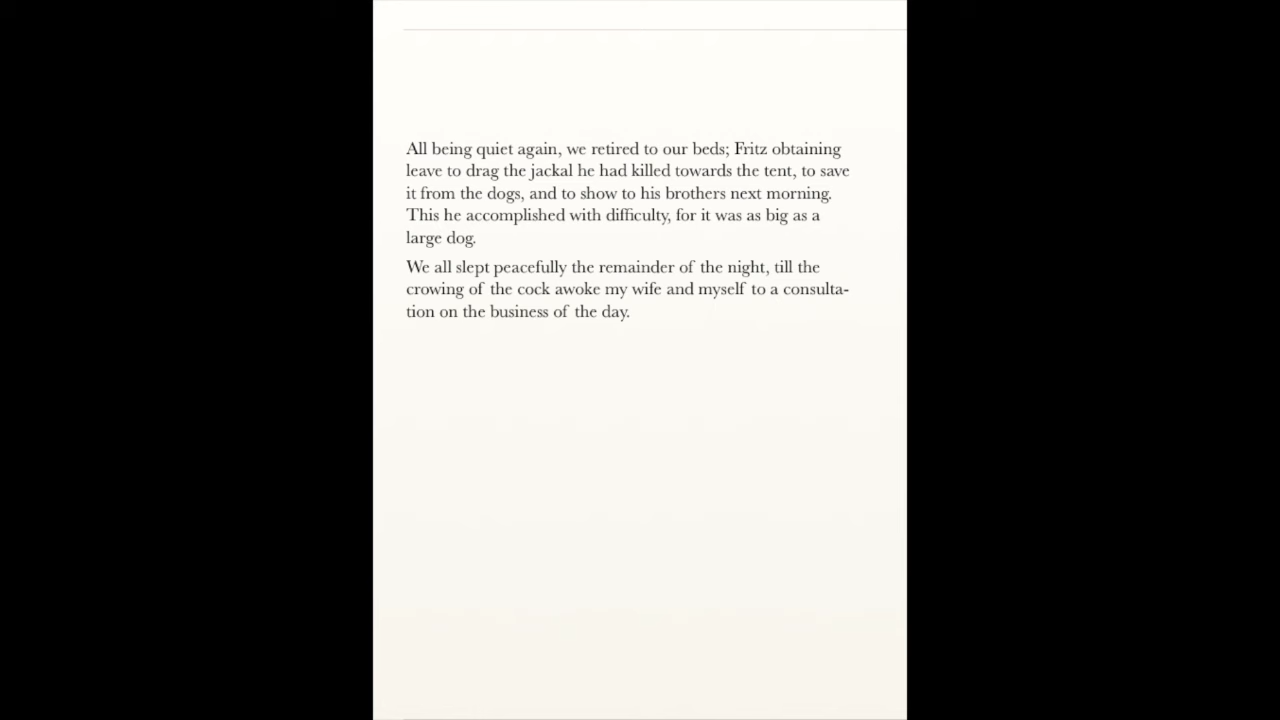 All being quiet again, we retired to our beds; Fritz obtaining
leave to drag the jackal he had killed towards the tent, to save
it from the dogs, and to show to his brothers next morning.
This he accomplished with difficulty, for it was as big as a
large dog.
We all slept peacefully the remainder of the night, till the
crowing of the cock awoke my wife and myself to a consulta-
tion on the business of the day.